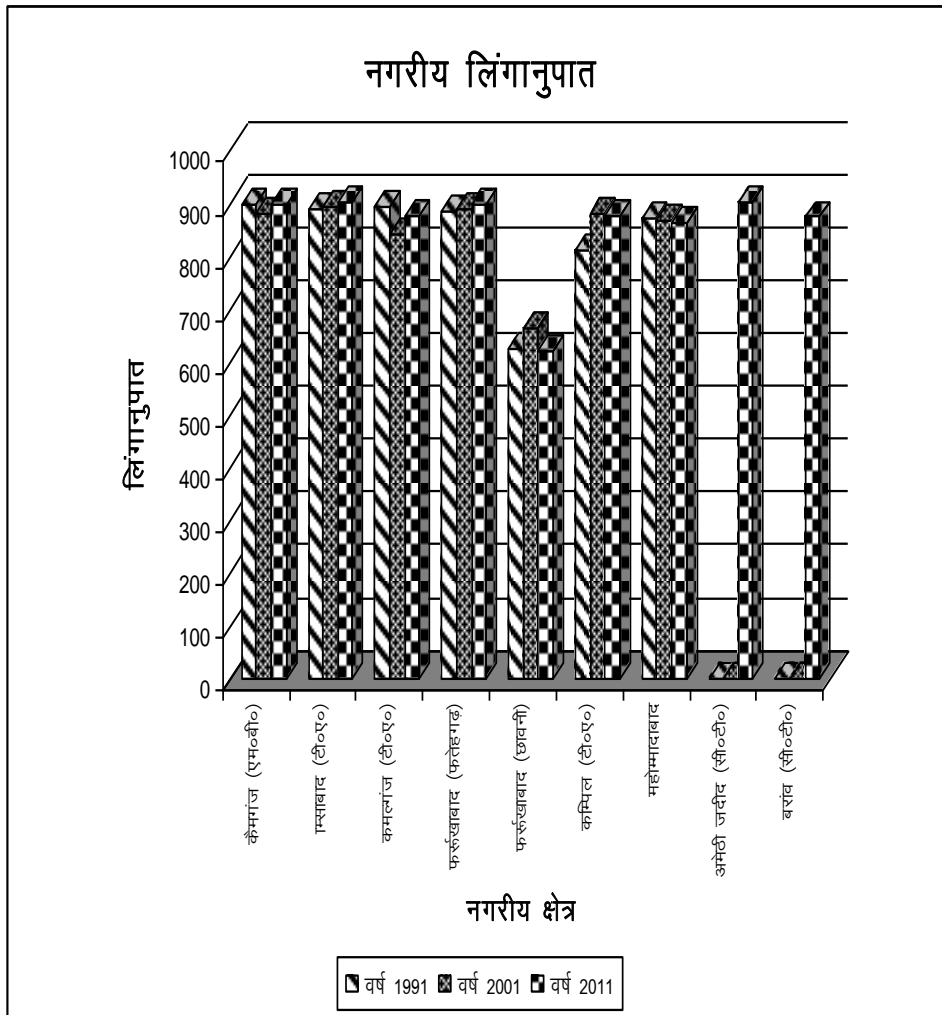 नगरीय लिंगानुपात
लिंगानुपात
1000
900
800
700
600
500
400
300
200
100
0
कैमगंज (एम०बी०)
ाम्साबाद (टी०ए०)
कमलगंज (टी०ए०)
फर्रूखाबाद (फतेहगढ़)
फर्रूखाबाद (छावनी)
कम्पिल (टी०ए०)
महोम्मादाबाद
अमेठी जदीद (सी०टी०)
बरांव (सी०टी०)
नगरीय क्षेत्र
वर्ष 1991 वर्ष 2001 वर्ष 2011